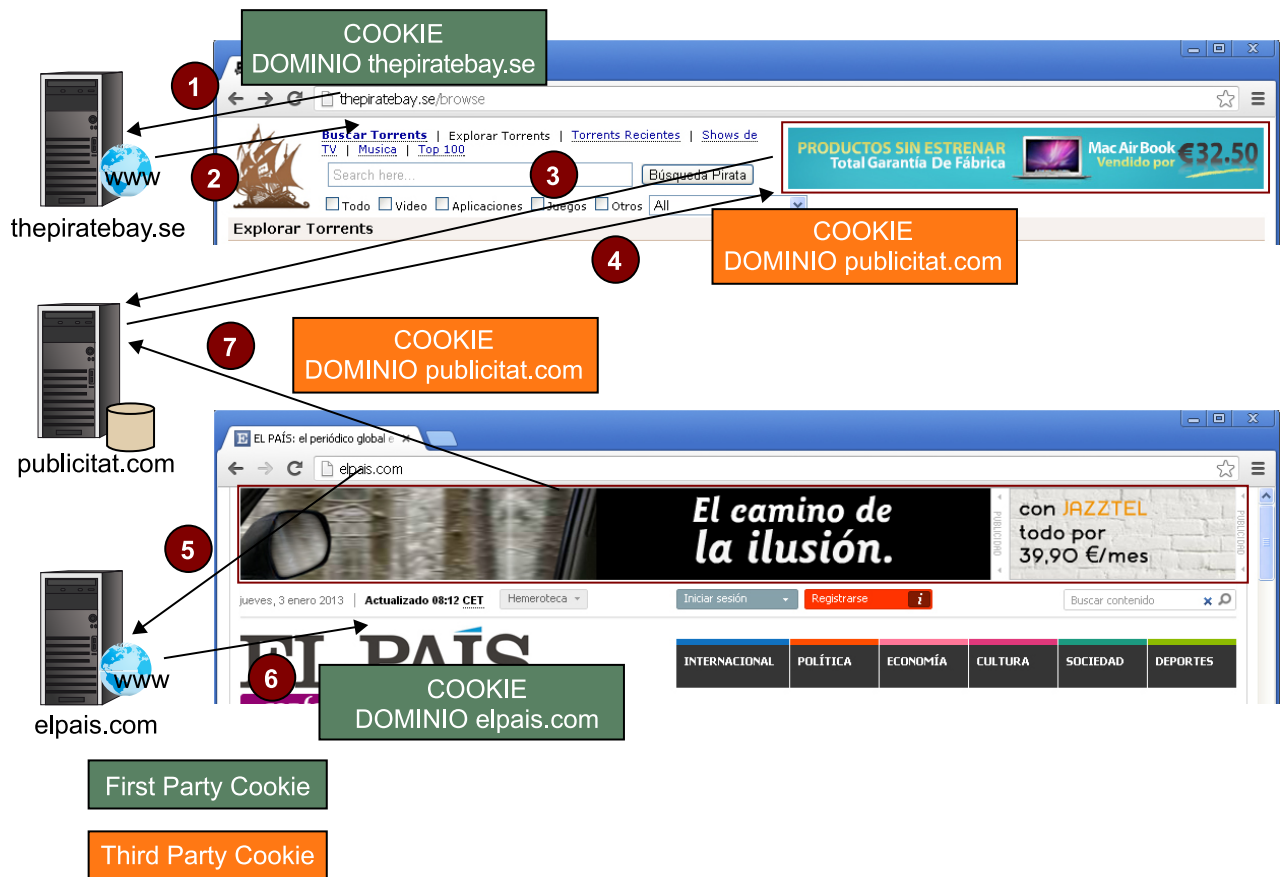 COOKIE
DOMINIO thepiratebay.se
1
thepiratebay.se/browse
Buscar Torrents | Explorar Torrents | Torrents Recientes | Shows de
TV | Musica | Top 100
PRODUCTOS SIN ESTRENAR
Total Garantía De Fábrica
Mac Air Book
Vendido por
€32.50
www
2
Search here...
3
Búsqueda Pirata
thepiratebay.se
Todo Video Aplicaciones Juegos Otros All
Explorar Torrents
COOKIE
DOMINIO publicitat.com
4
7
COOKIE
DOMINIO publicitat.com
publicitat.com
EL PAÍS: el periódico global
elpais.com
El camino de
la ilusión.
PUBLICIDAD
con JAZZTEL
todo por
39,90 €/mes
PUBLICIDAD
5
jueves, 3 enero 2013 | Actualizado 08:12 CET
Hemeroteca
Iniciar sesión
Registrarse
i
Buscar contenido
EL PAÍS
INTERNACIONAL
POLÍTICA
ECONOMÍA
CULTURA
SOCIEDAD
DEPORTES
www
6
COOKIE
DOMINIO elpais.com
elpais.com
First Party Cookie
Third Party Cookie